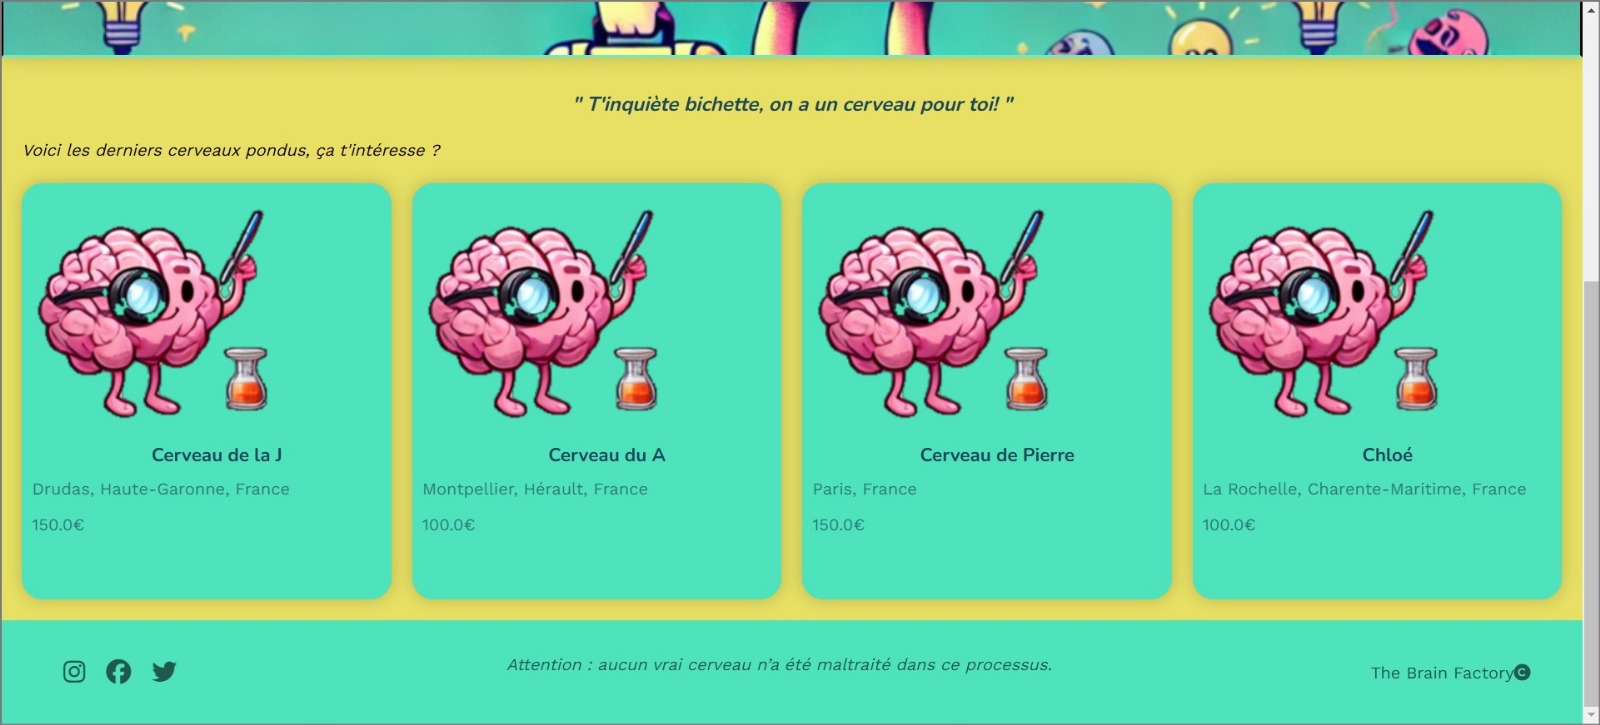 " T'inquiète bichette, on a un cerveau pour toi! "
Voici les derniers cerveaux pondus, ça t'intéresse ?
Cerveau de la J
Drudas, Haute-Garonne, France
150.0€
Cerveau du A
Montpellier, Hérault, France
100.0€
Cerveau de Pierre
Paris, France
150.0€
Chloé
La Rochelle, Charente-Maritime, France
100.0€
Attention : aucun vrai cerveau n’a été maltraité dans ce processus.
The Brain Factory©